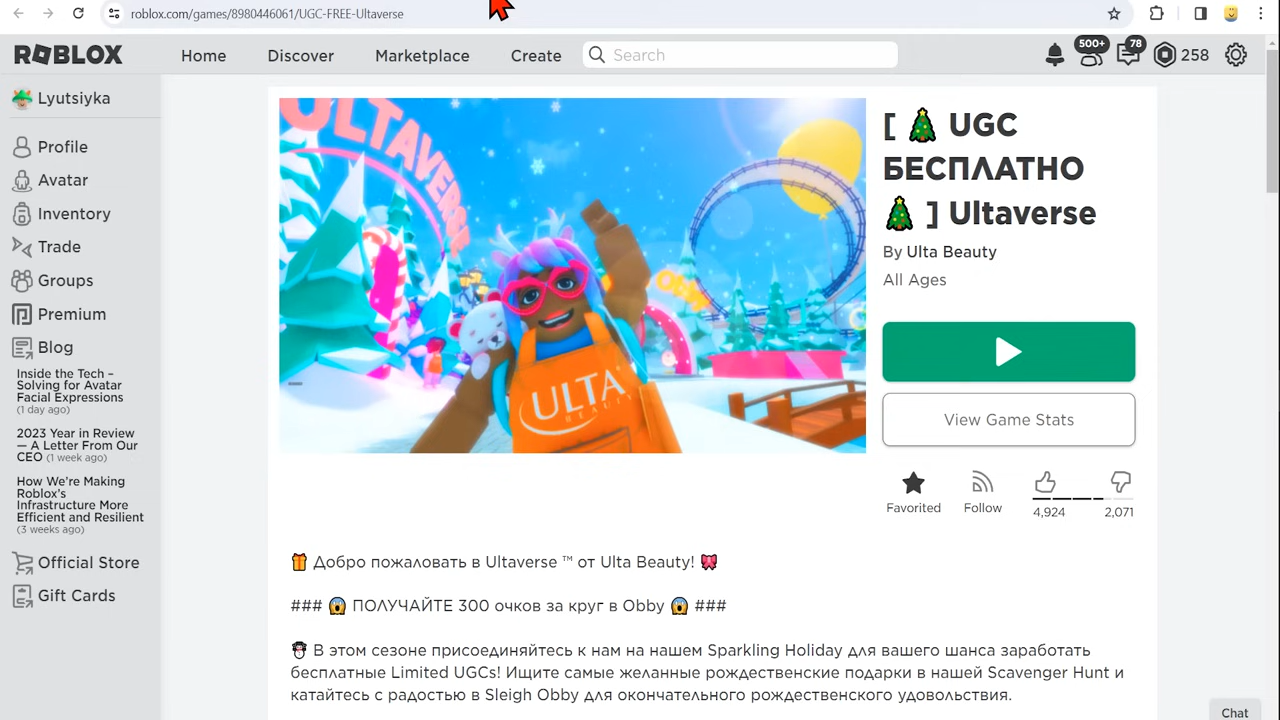 roblox.com/games/8980446061/UGC-FREE-Ultaverse
ROBLOX
Home
Discover
Marketplace
Create
Search
500+
78
258
Lyutsiyka
Profile
Avatar
Inventory
Trade
Groups
Premium
Blog
Inside the Tech –
Solving for Avatar
Facial Expressions
(1 day ago)
2023 Year in Review
— A Letter From Our
CEO (1 week ago)
How We're Making
Roblox's
Infrastructure More
Efficient and Resilient
(3 weeks ago)
Official Store
Gift Cards
ULTAVERSE
ULTA
BEAUTY
[ 🎄 UGC
БЕСПЛАТНО
🎄 ] Ultaverse
By Ulta Beauty
All Ages
View Game Stats
Favorited
Follow
4,924
2,071
🎁 Добро пожаловать в Ultaverse ™ от Ulta Beauty! 🎀
### 😱 ПОЛУЧАЙТЕ 300 очков за круг в Obby 😱 ###
☃️ В этом сезоне присоединяйтесь к нам на нашем Sparkling Holiday для вашего шанса заработать
бесплатные Limited UGCs! Ищите самые желанные рождественские подарки в нашей Scavenger Hunt и
катайтесь с радостью в Sleigh Obby для окончательного рождественского удовольствия.
Chat